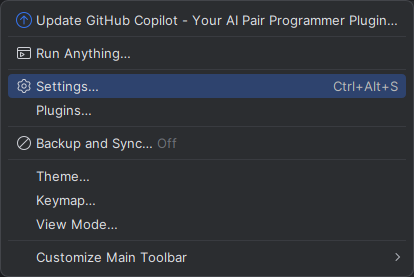 Update GitHub Copilot - Your AI Pair Programmer Plugin...
Run Anything...
Settings... Ctrl+Alt+S
Plugins...
Backup and Sync... Off
Theme...
Keymap...
View Mode...
Customize Main Toolbar